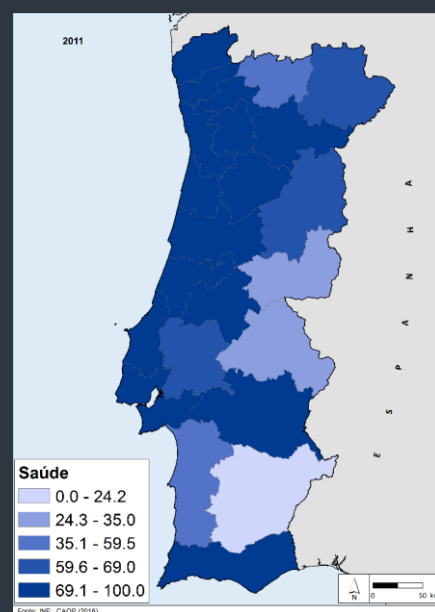 2011
E S P A N H A
Saúde
0.0 - 24.2
24.3 - 35.0
35.1 - 59.5
59.6 - 69.0
69.1 - 100.0
N
0 50 km
Fonte: INE; CAOP (2016)